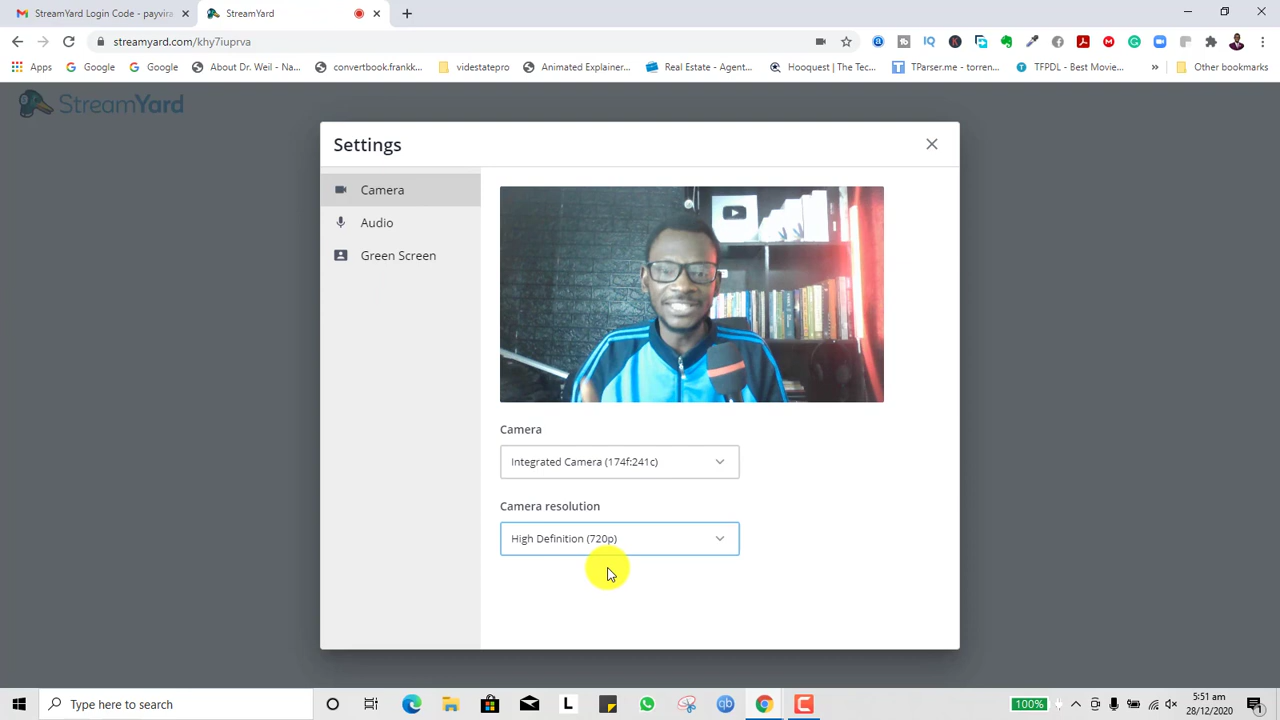 StreamYard Login Code - payvira
StreamYard
streamyard.com/khy7iuprva
Apps
Google
Google
About Dr. Weil - Wa...
convertbook.frankk...
videstatepro
Animated Explainer...
Real Estate - Agent...
Hooquest | The Tec...
TParser.me - torren...
TFPDL - Best Movie...
»
Other bookmarks
StreamYard
Settings
Camera
Audio
Green Screen
Camera
Integrated Camera (174f:241c)
Camera resolution
High Definition (720p)
Type here to search
100%
5:51 am
28/12/2020